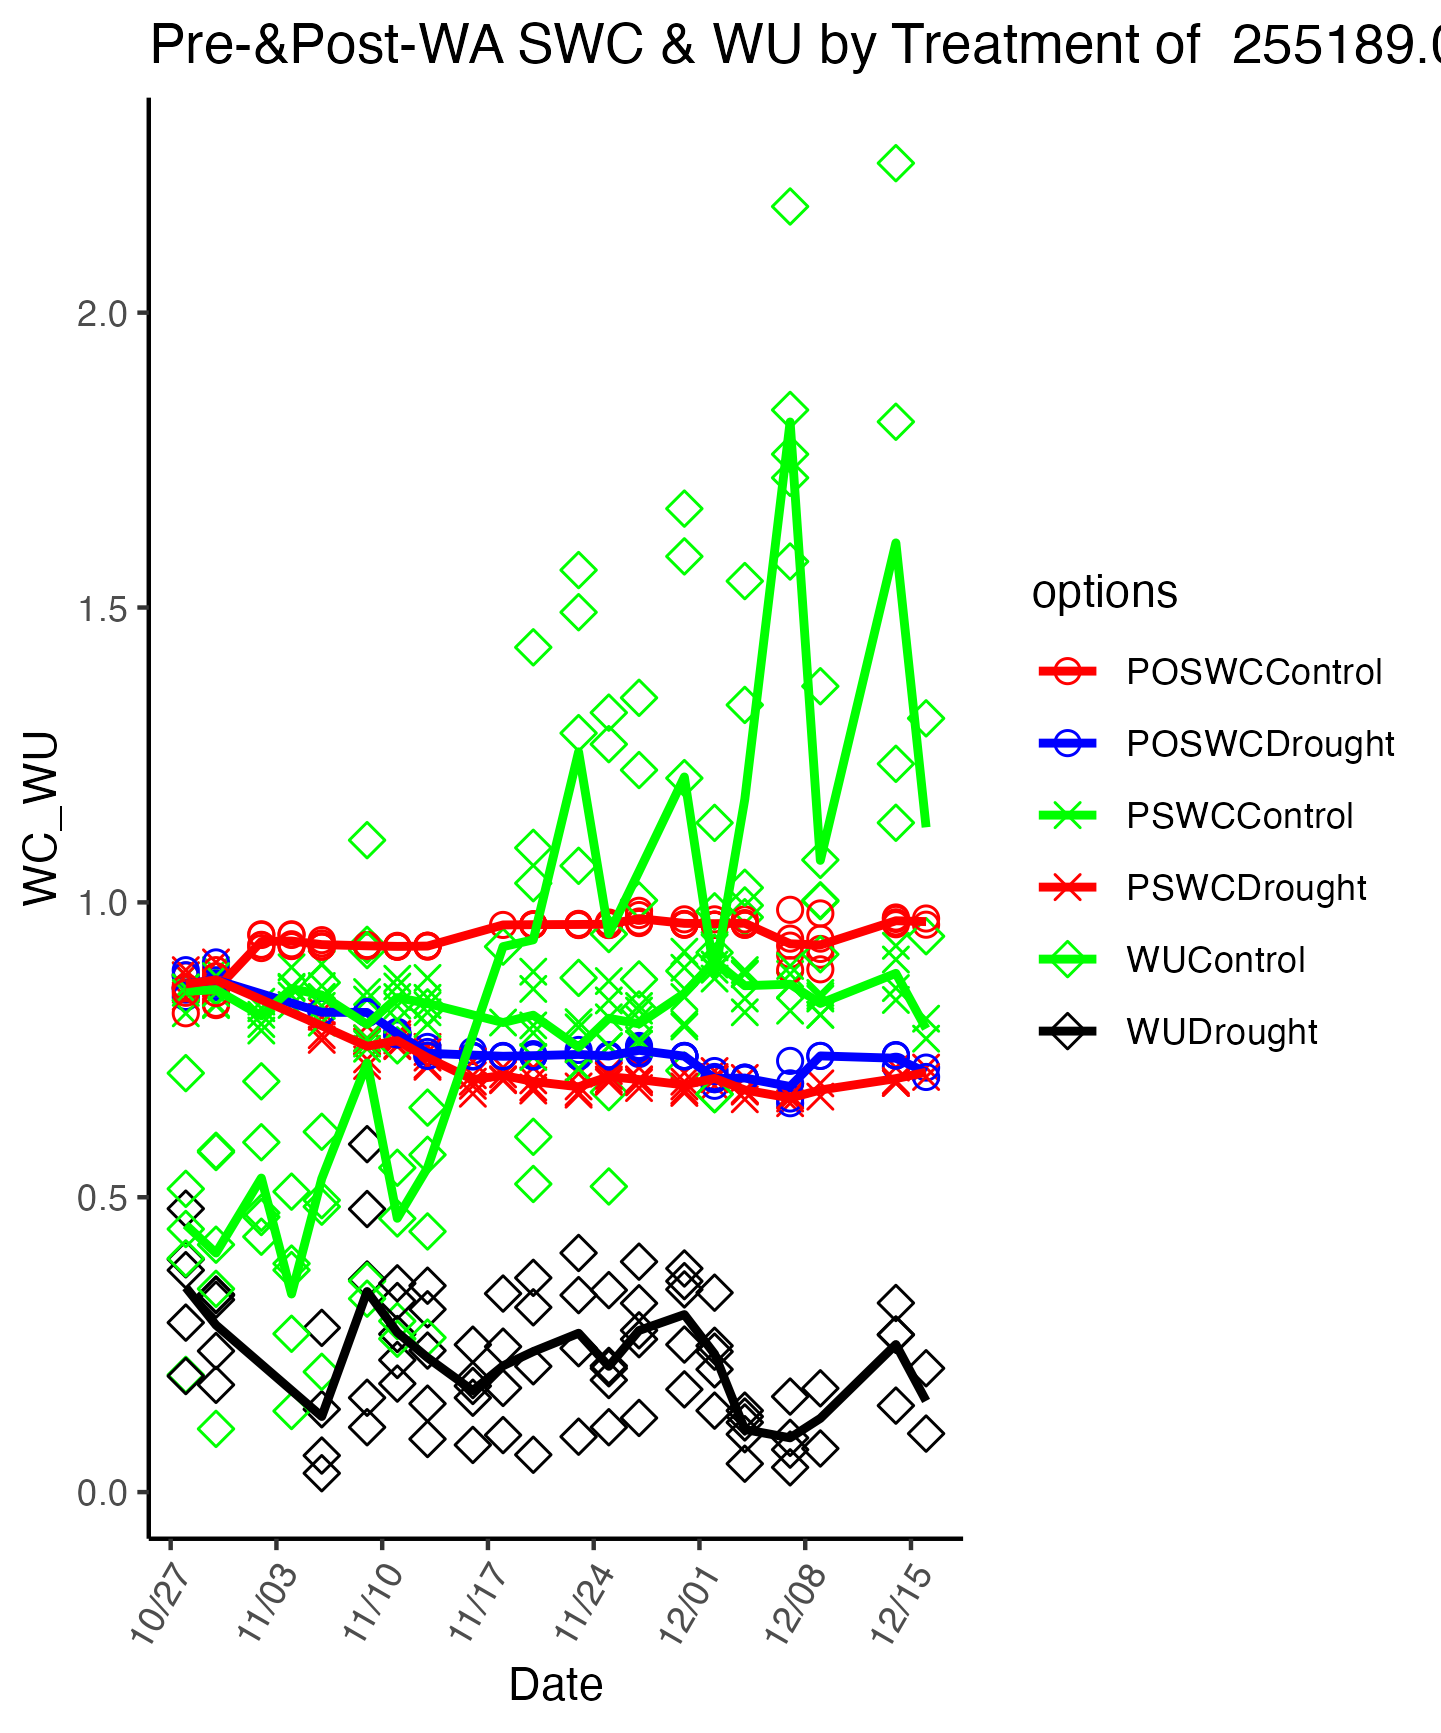 Pre-&Post-WA SWC & WU by Treatment of  255189.
WC_WU
2.0
1.5
1.0
0.5
0.0
10/27
11/03
11/10
11/17
11/24
12/01
12/08
12/15
Date
options
POSWCControl
POSWCDrought
PSWCControl
PSWCDrought
WUControl
WUDrought